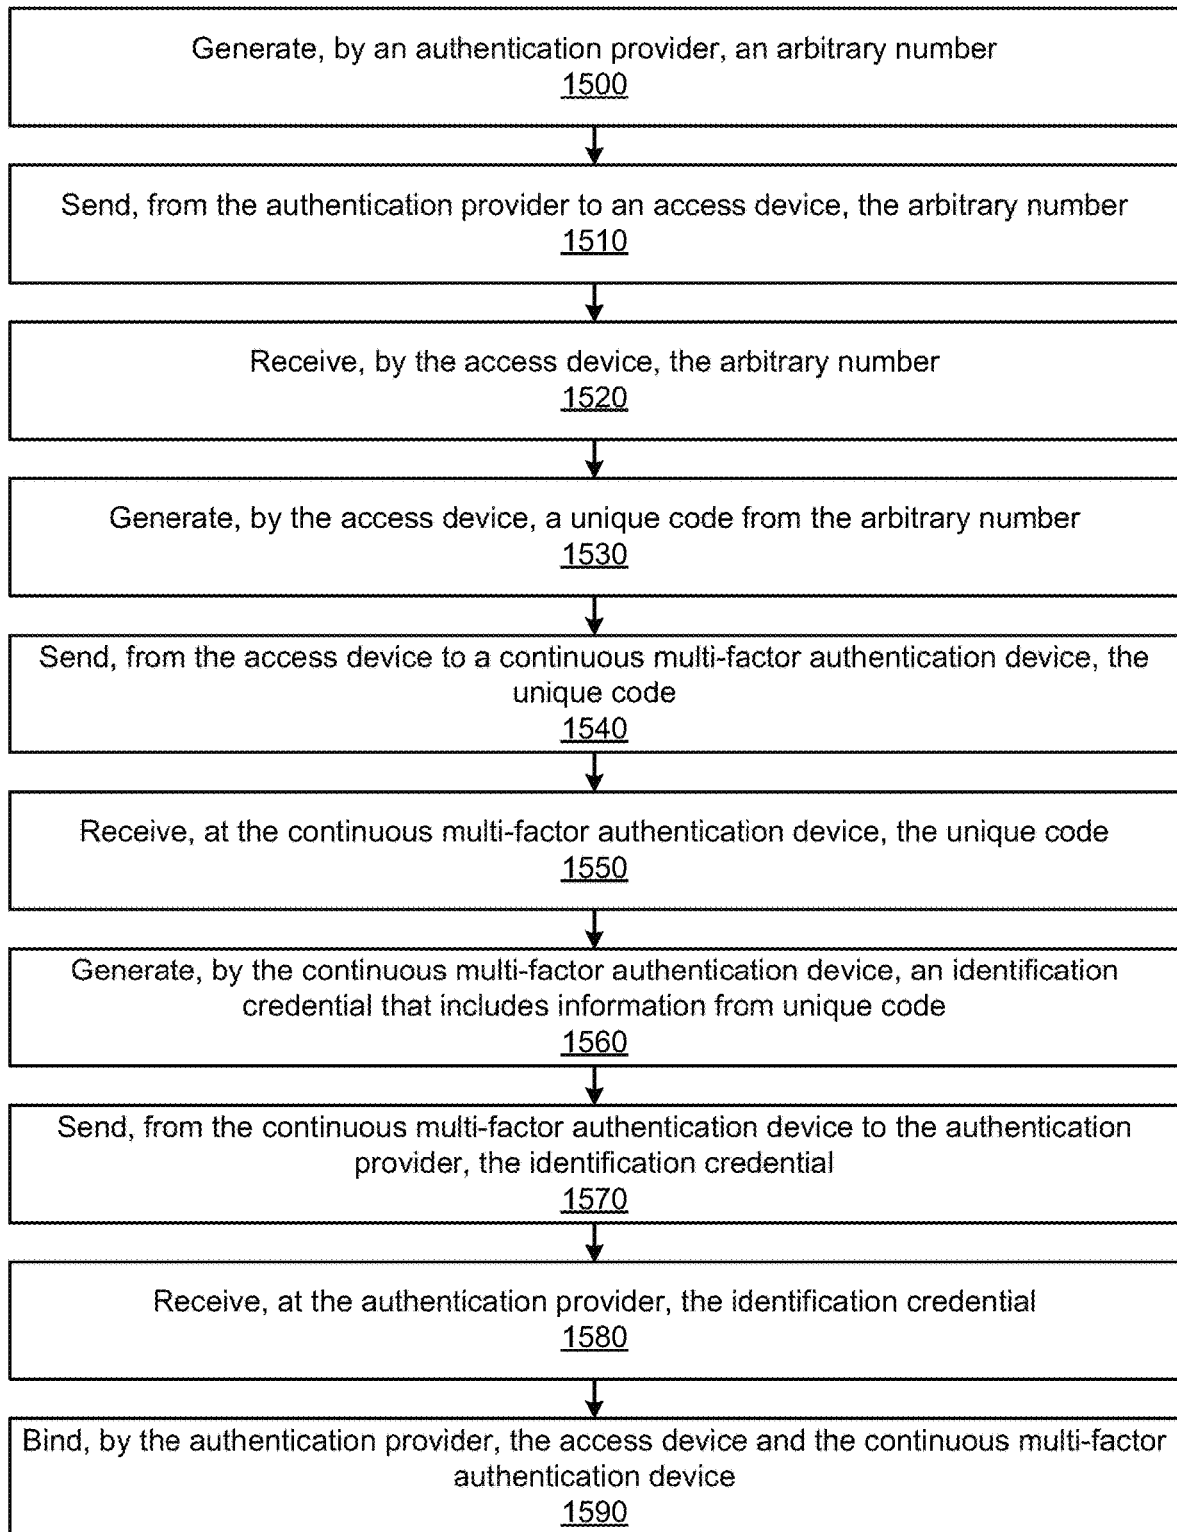 Generate, by an authentication provider, an arbitrary number
1500
Send, from the authentication provider to an access device, the arbitrary number
1510
Receive, by the access device, the arbitrary number
1520
Generate, by the access device, a unique code from the arbitrary number
1530
Send, from the access device to a continuous multi-factor authentication device, the
unique code
1540
Receive, at the continuous multi-factor authentication device, the unique code
1550
Generate, by the continuous multi-factor authentication device, an identification
credential that includes information from unique code
1560
Send, from the continuous multi-factor authentication device to the authentication
provider, the identification credential
1570
Receive, at the authentication provider, the identification credential
1580
Bind, by the authentication provider, the access device and the continuous multi-factor
authentication device
1590